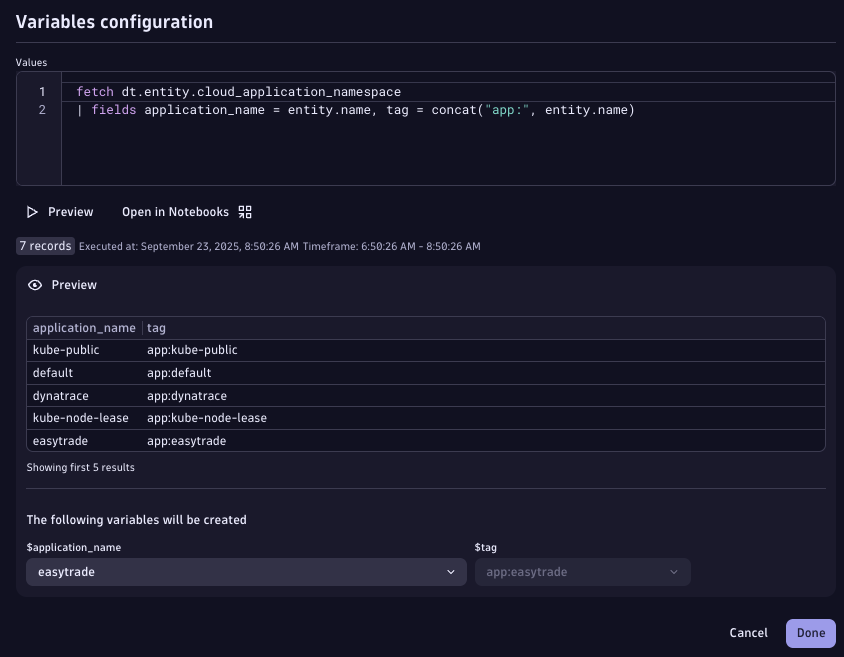 Variables configuration
Values
1 fetch dt.entity.cloud_application_namespace
2 | fields application_name = entity.name, tag = concat("app:", entity.name)
Preview Open in Notebooks
7 records Executed at: September 23, 2025, 8:50:26 AM Timeframe: 6:50:26 AM – 8:50:26 AM
Preview
application_name tag
kube-public app:kube-public
default app:default
dynatrace app:dynatrace
kube-node-lease app:kube-node-lease
easytrade app:easytrade
Showing first 5 results
The following variables will be created
$application_name $tag
easytrade app:easytrade
Cancel Done